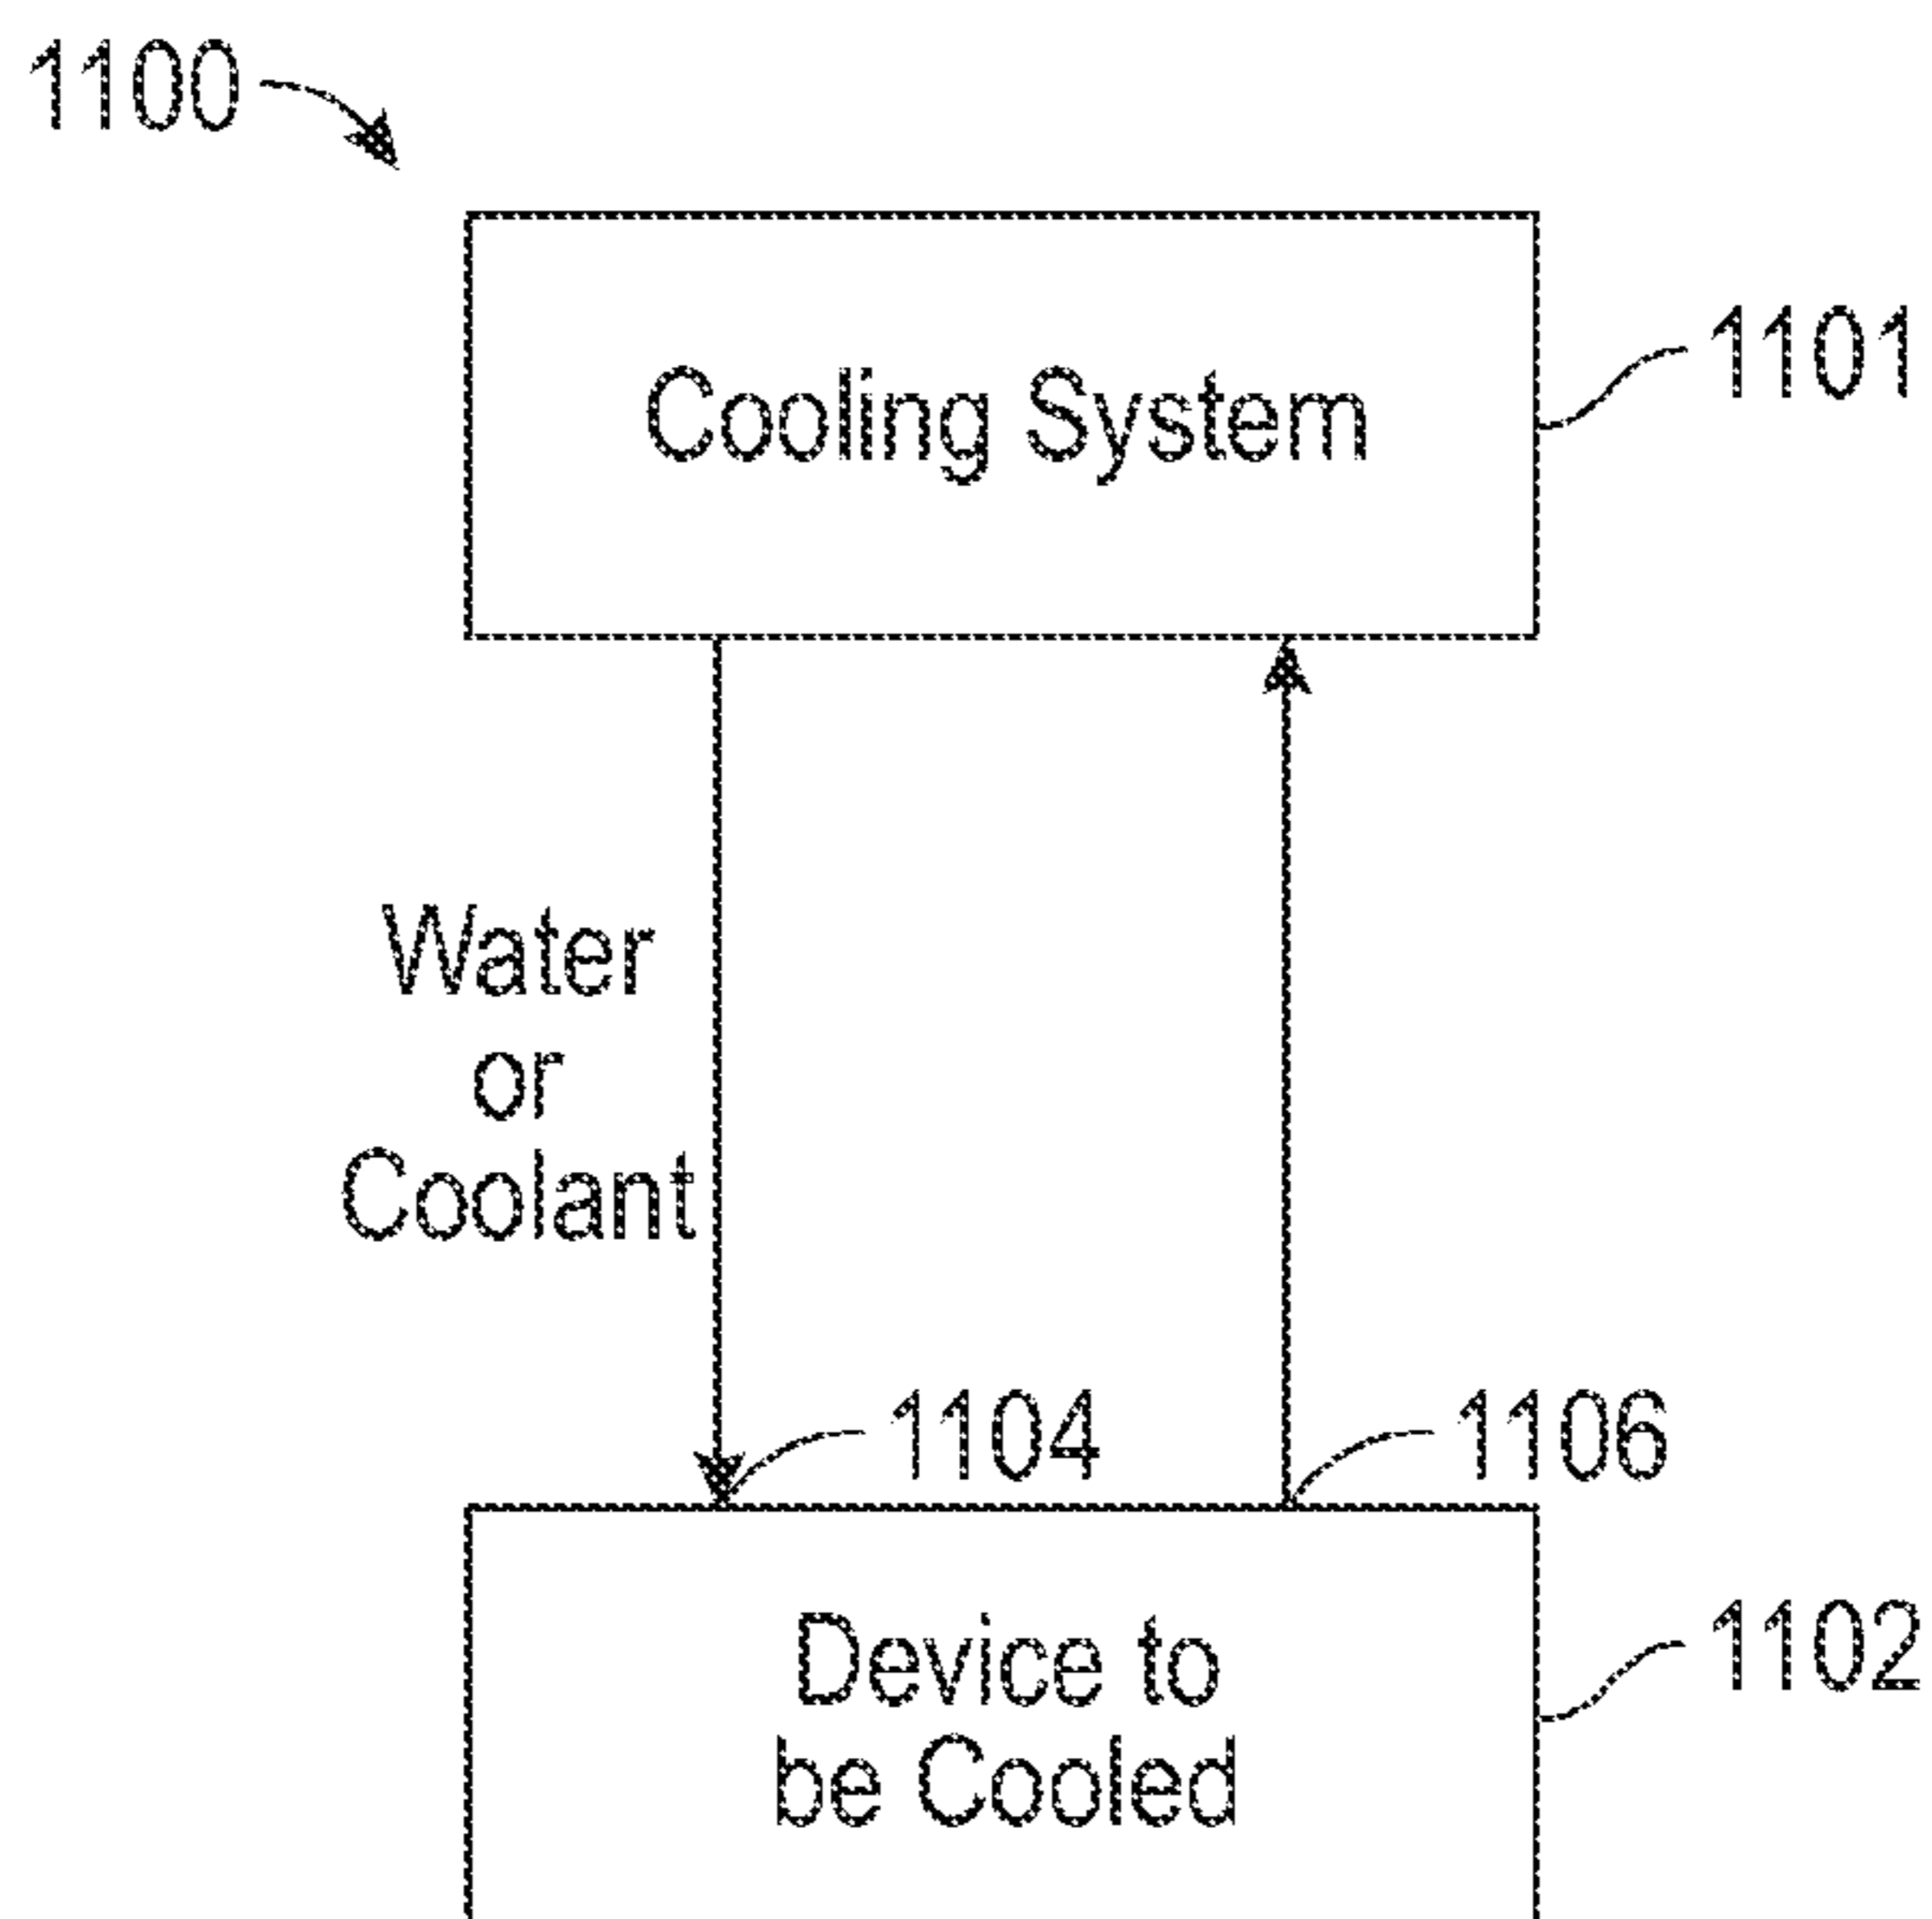 1100
1101
Cooling System
Water
or
Coolant
1104
1106
Device to
be Cooled
1102